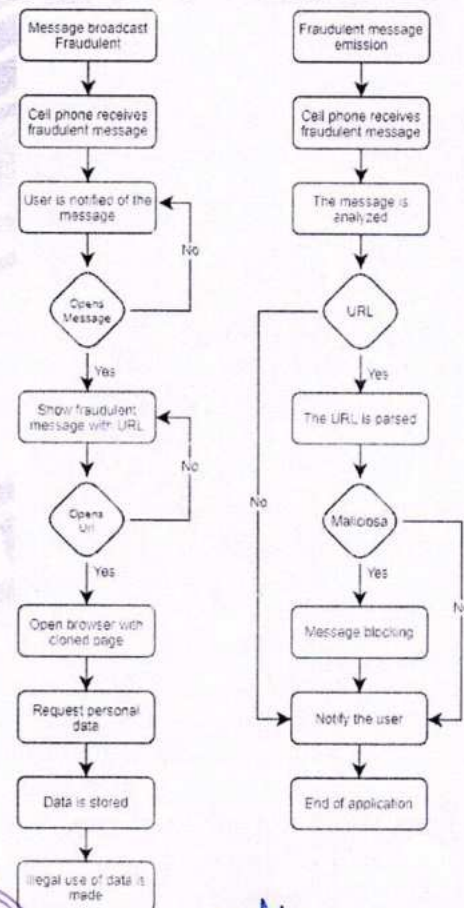 Message broadcast
Fraudulent
Cell phone receives
fraudulent message
User is notified of the
message
No
Opens
Message
Yes
Show fraudulent
message with URL
No
Opens
Url
Yes
Open browser with
cloned page
Request personal
data
Data is stored
Illegal use of data is
made
Fraudulent message
emission
Cell phone receives
fraudulent message
The message is
analyzed
URL
Yes
The URL is parsed
No
Maliciosa
Yes
Message blocking
Notify the user
End of application